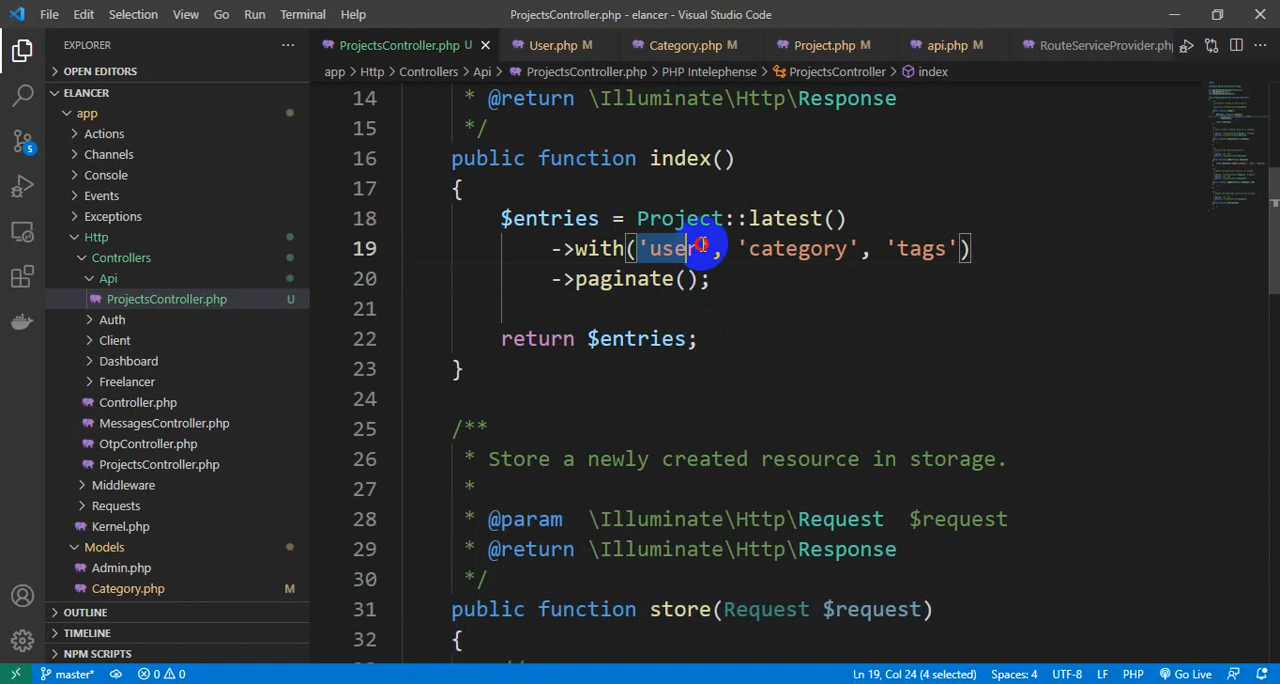 File Edit Selection View Go Run Terminal Help ProjectsController.php - elancer - Visual Studio Code
EXPLORER
ProjectsController.php U User.php M Category.php M Project.php M api.php M RouteServiceProvider.php
OPEN EDITORS
app > Http > Controllers > Api > ProjectsController.php > PHP Intelephense > ProjectsController > index
ELANCER
app
Actions
Channels
Console
Events
Exceptions
Http
Controllers
Api
ProjectsController.php U
Auth
Client
Dashboard
Freelancer
Controller.php
MessagesController.php
OtpController.php
ProjectsController.php
Middleware
Requests
Kernel.php
Models
Admin.php
Category.php M
OUTLINE
TIMELINE
NPM SCRIPTS
5
14 * @return \Illuminate\Http\Response
15 */
16 public function index()
17 {
18 $entries = Project::latest()
19 ->with('user', 'category', 'tags')
20 ->paginate();
21
22 return $entries;
23 }
24
25 /**
26 * Store a newly created resource in storage.
27 *
28 * @param \Illuminate\Http\Request $request
29 * @return \Illuminate\Http\Response
30 */
31 public function store(Request $request)
32 {
master* 0 0 Ln 19, Col 24 (4 selected) Spaces: 4 UTF-8 LF PHP Go Live